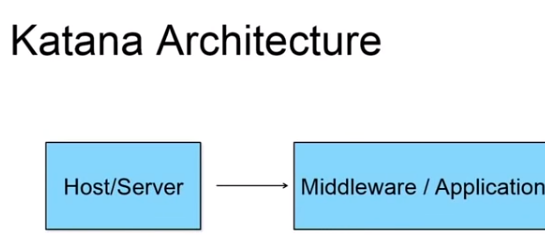 Katana Architecture
Host/Server
Middleware / Application